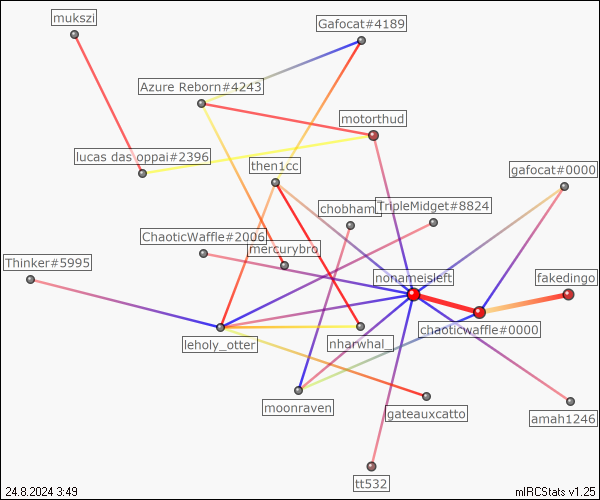 mukszi
Gafocat#4189
Azure Reborn#4243
motorthud
lucas das oppai#2396
then1cc
gafocat#0000
chobham
TripleMidget#8824
ChaoticWaffle#2006
mercurybro
Thinker#5995
nonameisleft
fakedingo
chaoticwaffle#0000
leholy_otter
nharwhal_
moonraven
gateauxcatto
amah1246
tt532
24.8.2024 3:49
mIRCStats v1.25